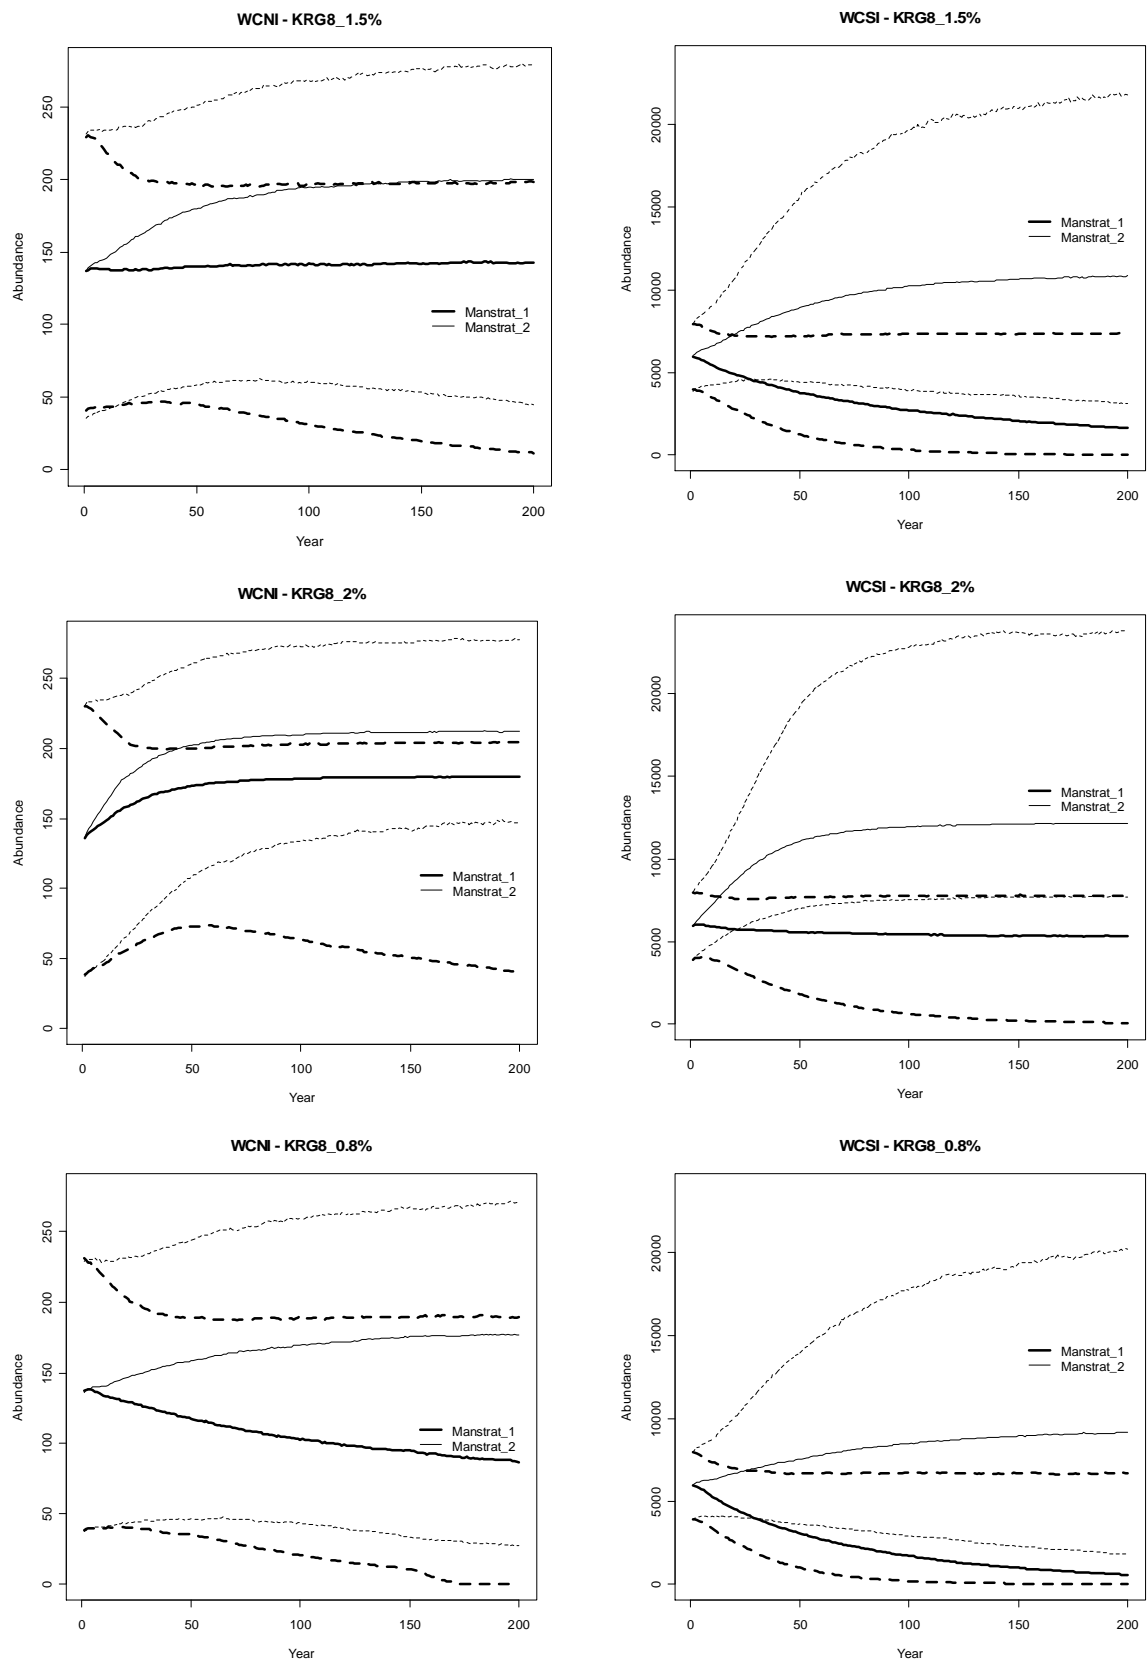 WCNI - KRG8_1.5%
Abundance
250
200
150
100
50
0
Manstrat_1
Manstrat_2
0 50 100 150 200
Year
WCSI - KRG8_1.5%
Abundance
20000
15000
10000
5000
0
Manstrat_1
Manstrat_2
0 50 100 150 200
Year
WCNI - KRG8_2%
Abundance
250
200
150
100
50
0
Manstrat_1
Manstrat_2
0 50 100 150 200
Year
WCSI - KRG8_2%
Abundance
20000
15000
10000
5000
0
Manstrat_1
Manstrat_2
0 50 100 150 200
Year
WCNI - KRG8_0.8%
Abundance
250
200
150
100
50
0
Manstrat_1
Manstrat_2
0 50 100 150 200
Year
WCSI - KRG8_0.8%
Abundance
20000
15000
10000
5000
0
Manstrat_1
Manstrat_2
0 50 100 150 200
Year